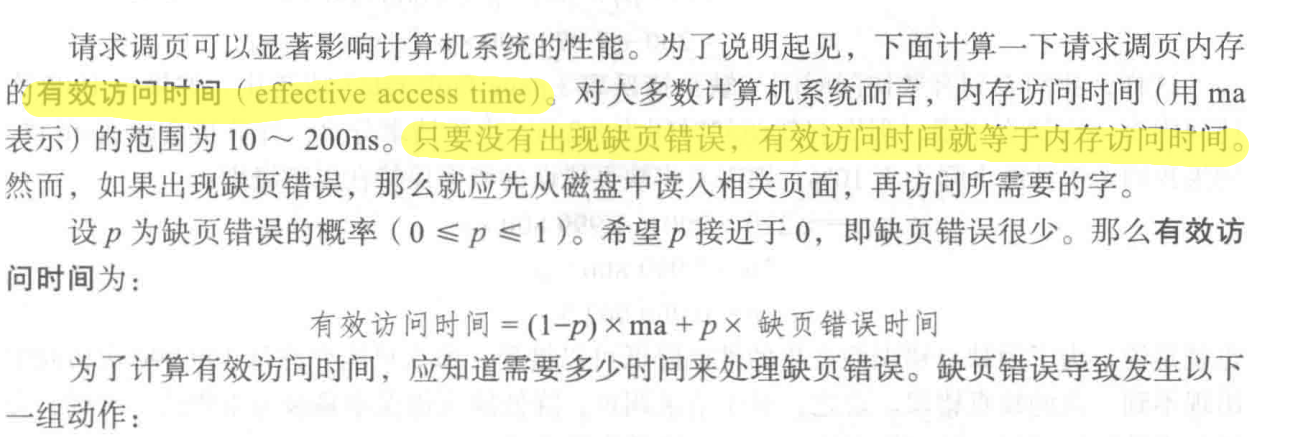 请求调页可以显著影响计算机系统的性能。为了说明起见，下面计算一下请求调页内存
的有效访问时间（effective access time）。对大多数计算机系统而言，内存访问时间（用 ma
表示）的范围为 10 ～ 200ns。只要没有出现缺页错误，有效访问时间就等于内存访问时间。
然而，如果出现缺页错误，那么就应先从磁盘中读入相关页面，再访问所需要的字。
设 p 为缺页错误的概率（0 ≤ p ≤ 1）。希望 p 接近于 0，即缺页错误很少。那么有效访
问时间为：
有效访问时间 = (1–p) × ma + p × 缺页错误时间
为了计算有效访问时间，应知道需要多少时间来处理缺页错误。缺页错误导致发生以下
一组动作：